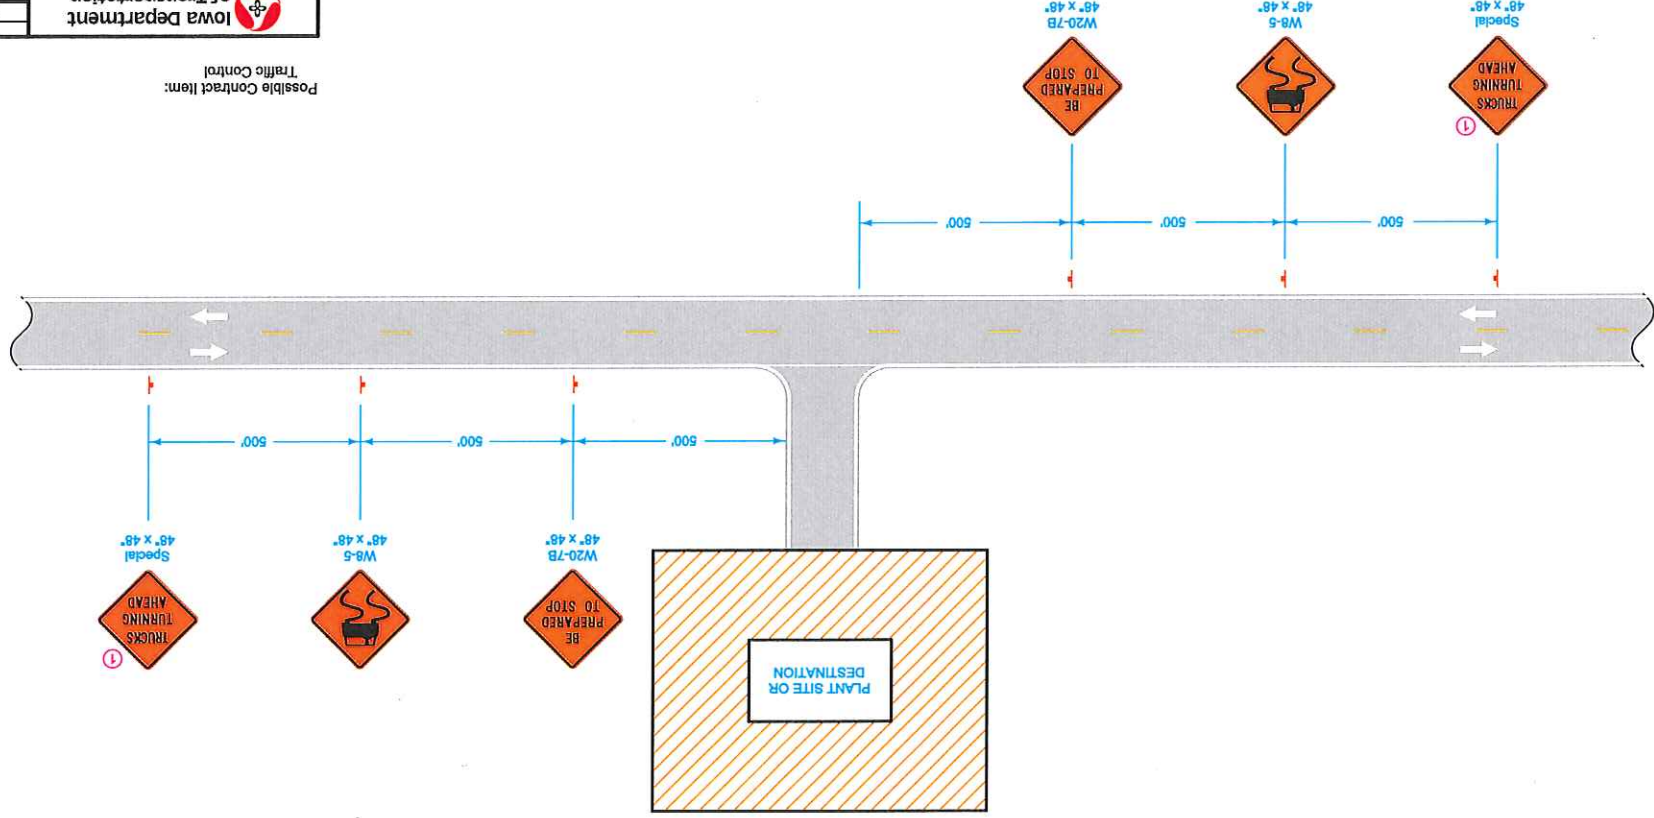 PLANT SITE OR
DESTINATION
BE
PREPARED
TO STOP
W20-7B
48" x 48"
W8-5
48" x 48"
①
TRUCKS
TURNING
AHEAD
Special
48" x 48"
500'
500'
500'
500'
500'
500'
①
TRUCKS
TURNING
AHEAD
Special
48" x 48"
W8-5
48" x 48"
BE
PREPARED
TO STOP
W20-7B
48" x 48"
Possible Contract Item:
Traffic Control
Iowa Department
of Transportation